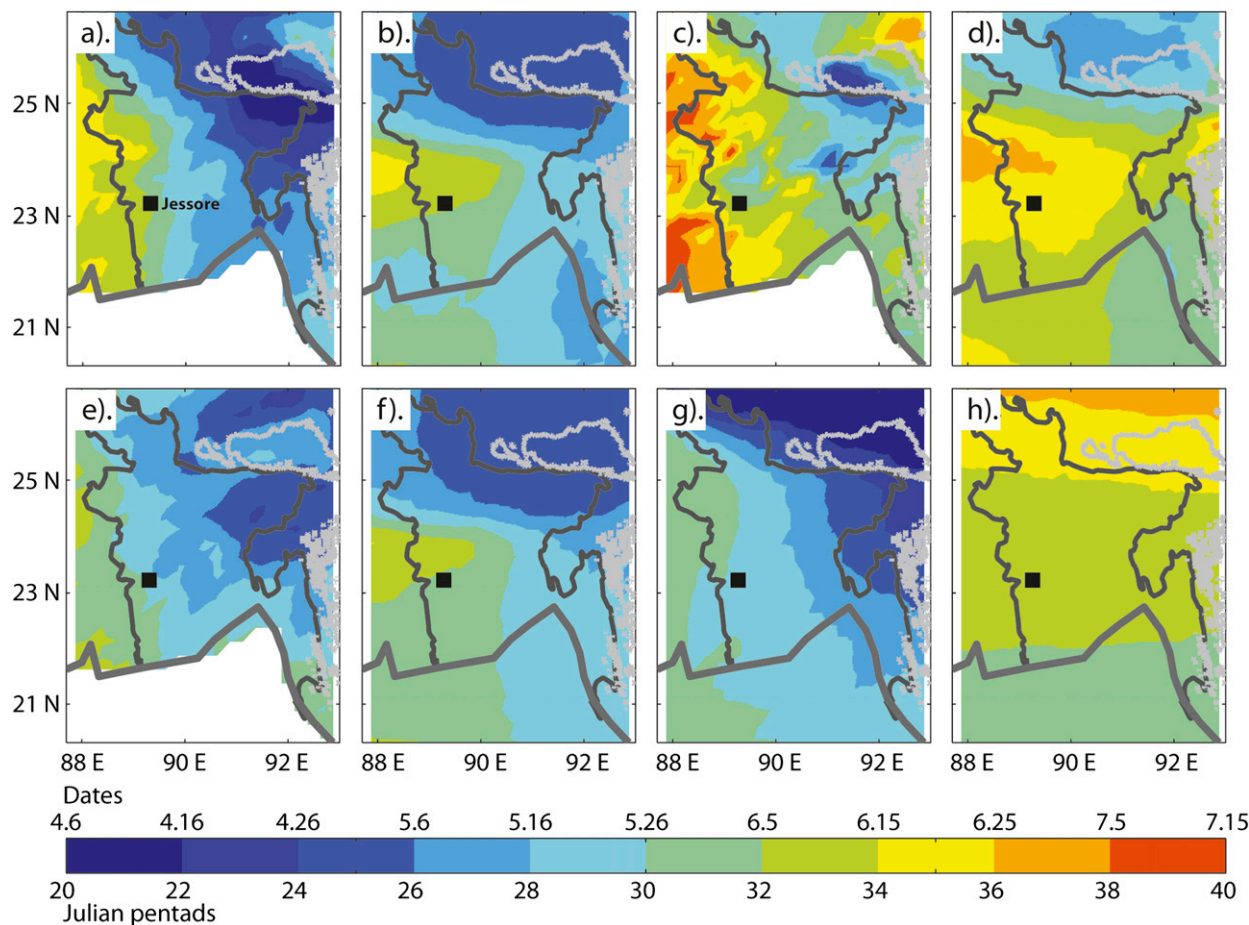 a). b). c). d).
25 N
Jessore
23 N
21 N
e). f). g). h).
25 N
23 N
21 N
88 E 90 E 92 E 88 E 90 E 92 E 88 E 90 E 92 E 88 E 90 E 92 E
Dates
4.6 4.16 4.26 5.6 5.16 5.26 6.5 6.15 6.25 7.5 7.15
20 22 24 26 28 30 32 34 36 38 40
Julian pentads